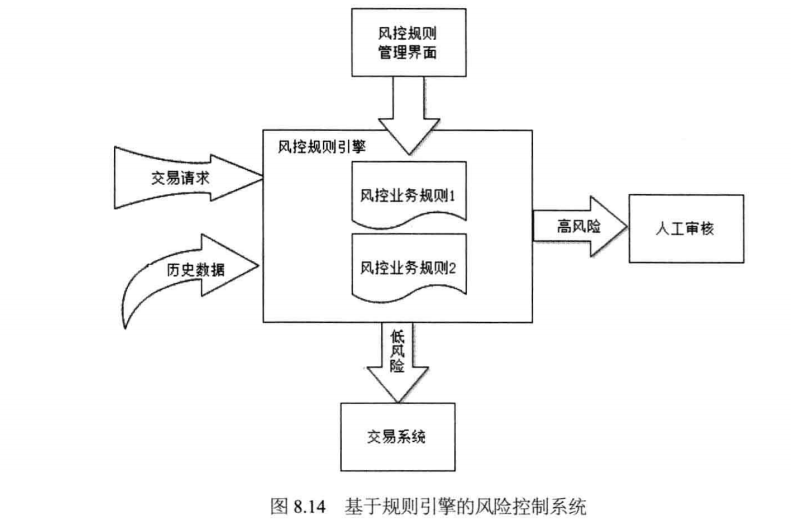 风控规则
管理界面
风控规则引擎
交易请求
风控业务规则1
高风险
人工审核
历史数据
风控业务规则2
低
风
险
交易系统
图 8.14 基于规则引擎的风险控制系统